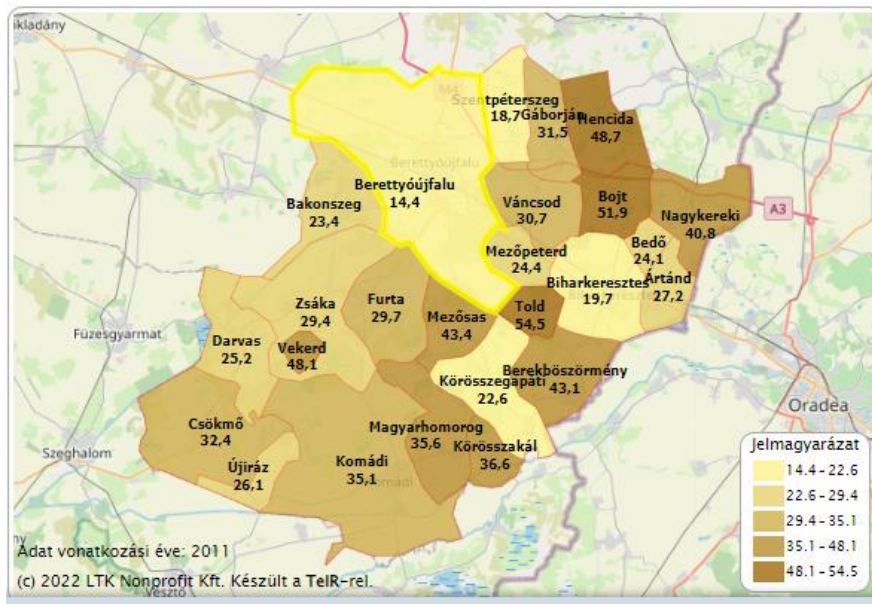 ikladány
M4
Szentpéterszeg
18,7
Gáborján
31,5
Hencida
48,7
Berettyóújfalu
Berettyóújfalu
14,4
Bakonszeg
23,4
Váncsod
30,7
Bojt
51,9
Nagykereki
40,8
A3
Mezőpeterd
24,4
Bedő
24,1
Biharkeresztes
19,7
Ártánd
27,2
Zsáka
29,4
Furta
29,7
Mezősas
43,4
Told
54,5
Füzesgyarmat
Darvas
25,2
Vekerd
48,1
Körösszegapáti
22,6
Berekböszörmény
43,1
Oradea
Csökmő
32,4
Magyarhomorog
35,6
Körösszakál
36,6
Szeghalom
Újiráz
26,1
Komádi
35,1
Komádi
Jelmagyarázat
14.4 - 22.6
22.6 - 29.4
29.4 - 35.1
35.1 - 48.1
48.1 - 54.5
Adat vonatkozási éve: 2011
(c) 2022 LTK Nonprofit Kft. Készült a TeIR-rel.
Vésztő